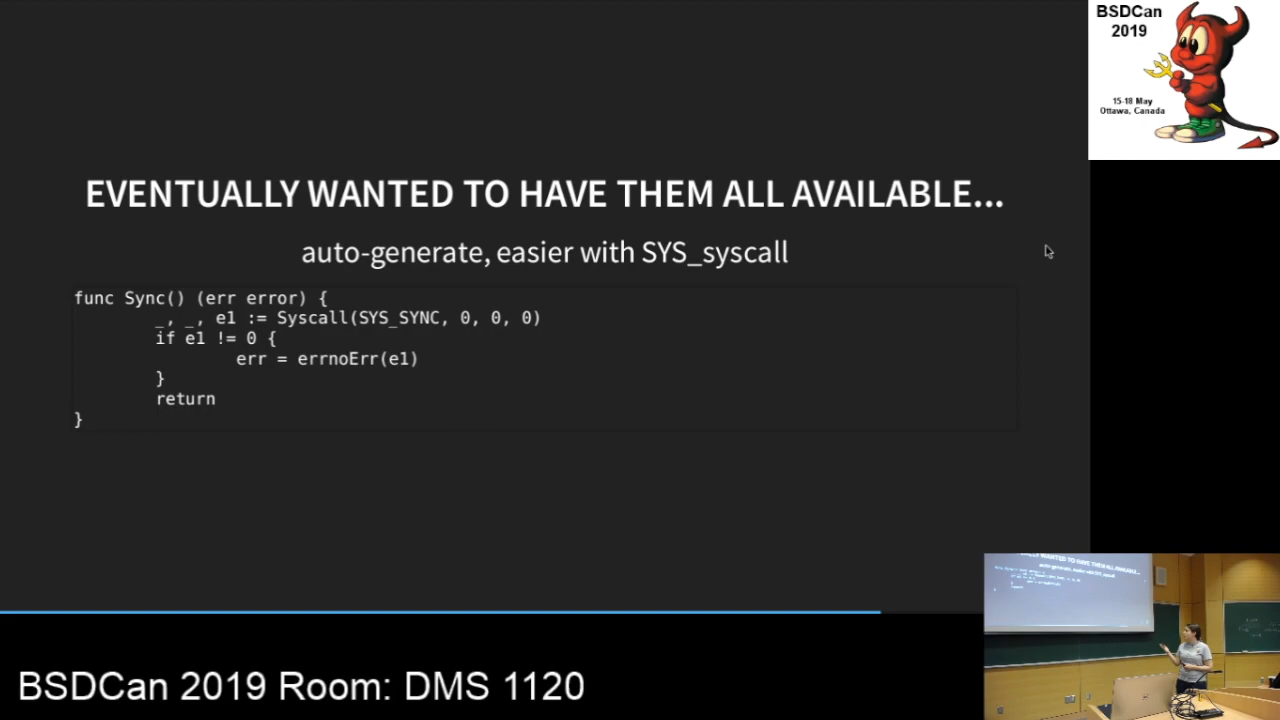 BSDCan
2019
15-18 May
Ottawa, Canada
EVENTUALLY WANTED TO HAVE THEM ALL AVAILABLE...
auto-generate, easier with SYS_syscall
func Sync() (err error) {
_, _, e1 := Syscall(SYS_SYNC, 0, 0, 0)
if e1 != 0 {
err = errnoErr(e1)
}
return
}
BSDCan 2019 Room: DMS 1120